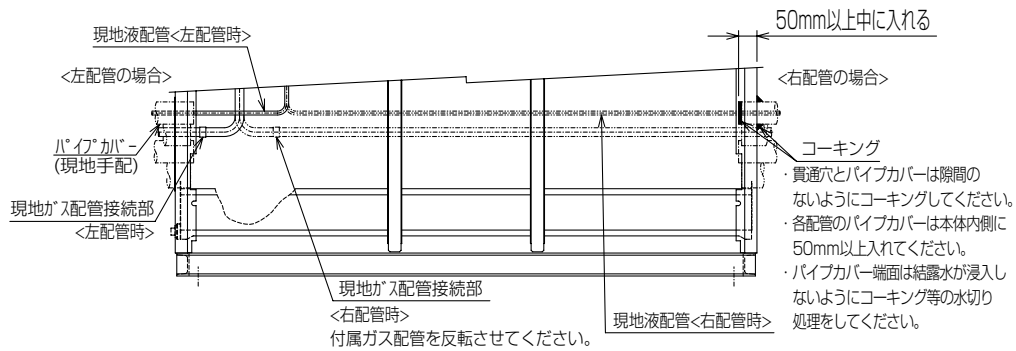 50mm以上中に入れる
現地液配管<左配管時>
<左配管の場合>
<右配管の場合>
パイプカバー
(現地手配)
コーキング
・貫通穴とパイプカバーは隙間の
ないようにコーキングしてください。
・各配管のパイプカバーは本体内側に
50mm以上入れてください。
・パイプカバー端面は結露水が浸入し
ないようにコーキング等の水切り
処理をしてください。
現地ガス配管接続部
<左配管時>
現地ガス配管接続部
<右配管時>
付属ガス配管を反転させてください。
現地液配管<右配管時>